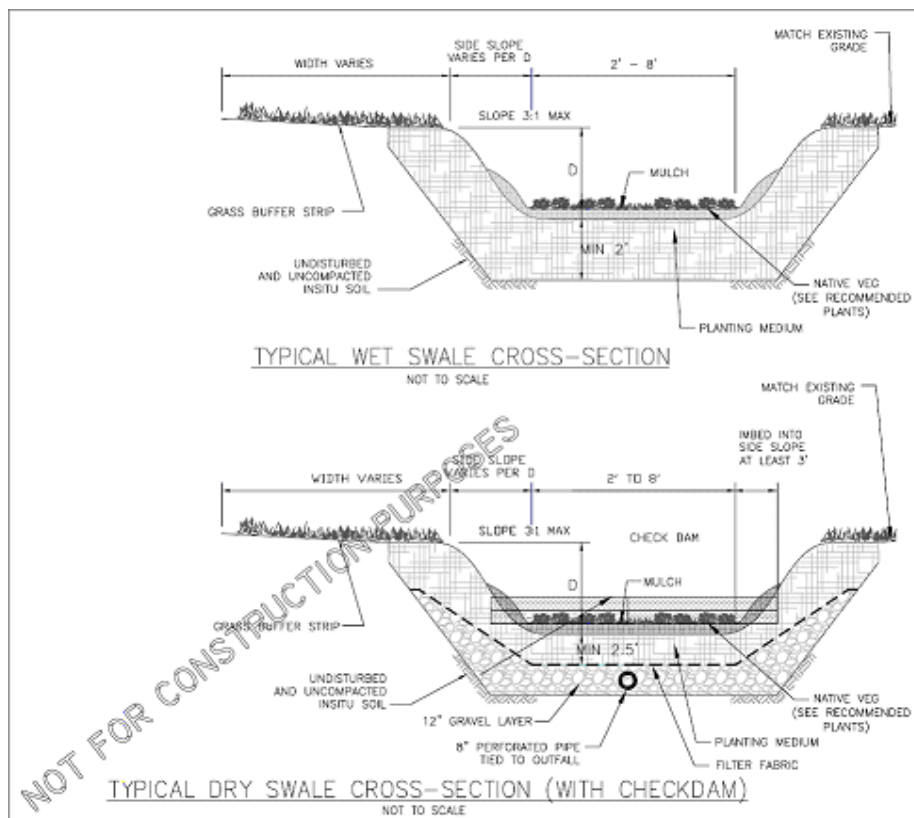 MATCH EXISTING
GRADE
SIDE SLOPE
VARIES PER D
WIDTH VARIES
2' - 8'
SLOPE 3:1 MAX
D
MULCH
GRASS BUFFER STRIP
MIN 2'
UNDISTURBED
AND UNCOMPACTED
INSITU SOIL
NATIVE VEG
(SEE RECOMMENDED
PLANTS)
PLANTING MEDIUM
TYPICAL WET SWALE CROSS-SECTION
NOT TO SCALE
MATCH EXISTING
GRADE
IMBED INTO
SIDE SLOPE
AT LEAST 3'
SIDE SLOPE
VARIES PER D
WIDTH VARIES
2' TO 8'
SLOPE 3:1 MAX
CHECK DAM
D
MULCH
GRASS BUFFER STRIP
MIN 2.5'
UNDISTURBED
AND UNCOMPACTED
INSITU SOIL
NATIVE VEG
(SEE RECOMMENDED
PLANTS)
12" GRAVEL LAYER
PLANTING MEDIUM
8" PERFORATED PIPE
TIED TO OUTFALL
FILTER FABRIC
TYPICAL DRY SWALE CROSS-SECTION (WITH CHECKDAM)
NOT TO SCALE
NOT FOR CONSTRUCTION PURPOSES